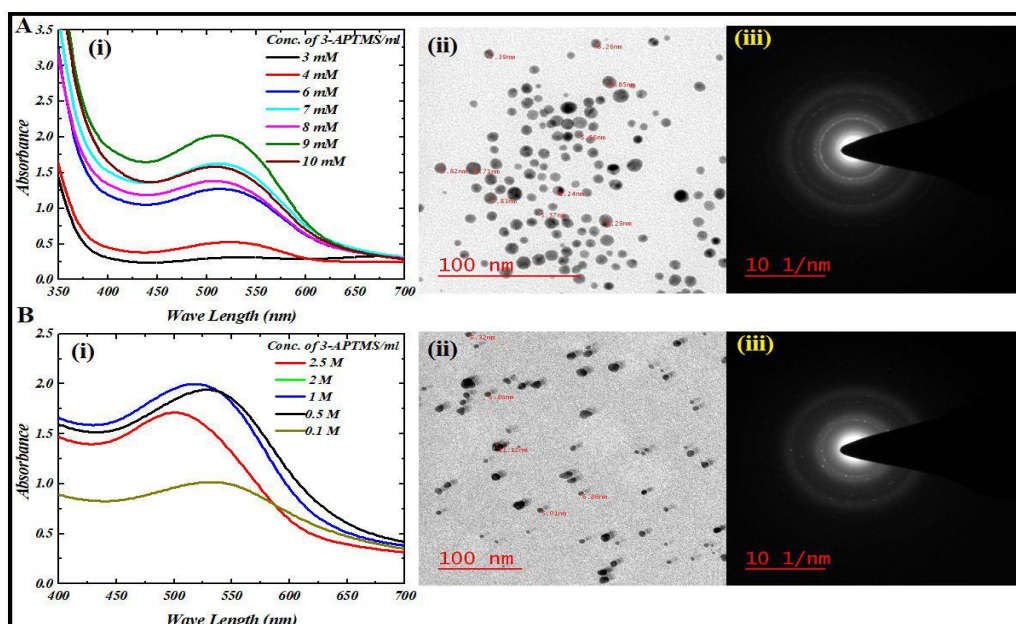 A
(i)
Conc. of 3-APTMS/ml
3 mM
4 mM
6 mM
7 mM
8 mM
9 mM
10 mM
Absorbance
3.5
3.0
2.5
2.0
1.5
1.0
0.5
0.0
350 400 450 500 550 600 650 700
Wave Length (nm)
(ii)
100 nm
(iii)
10 1/nm
B
(i)
Conc. of 3-APTMS/ml
2.5 M
2 M
1 M
0.5 M
0.1 M
Absorbance
2.5
2.0
1.5
1.0
0.5
0.0
400 450 500 550 600 650 700
Wave Length (nm)
(ii)
100 nm
(iii)
10 1/nm